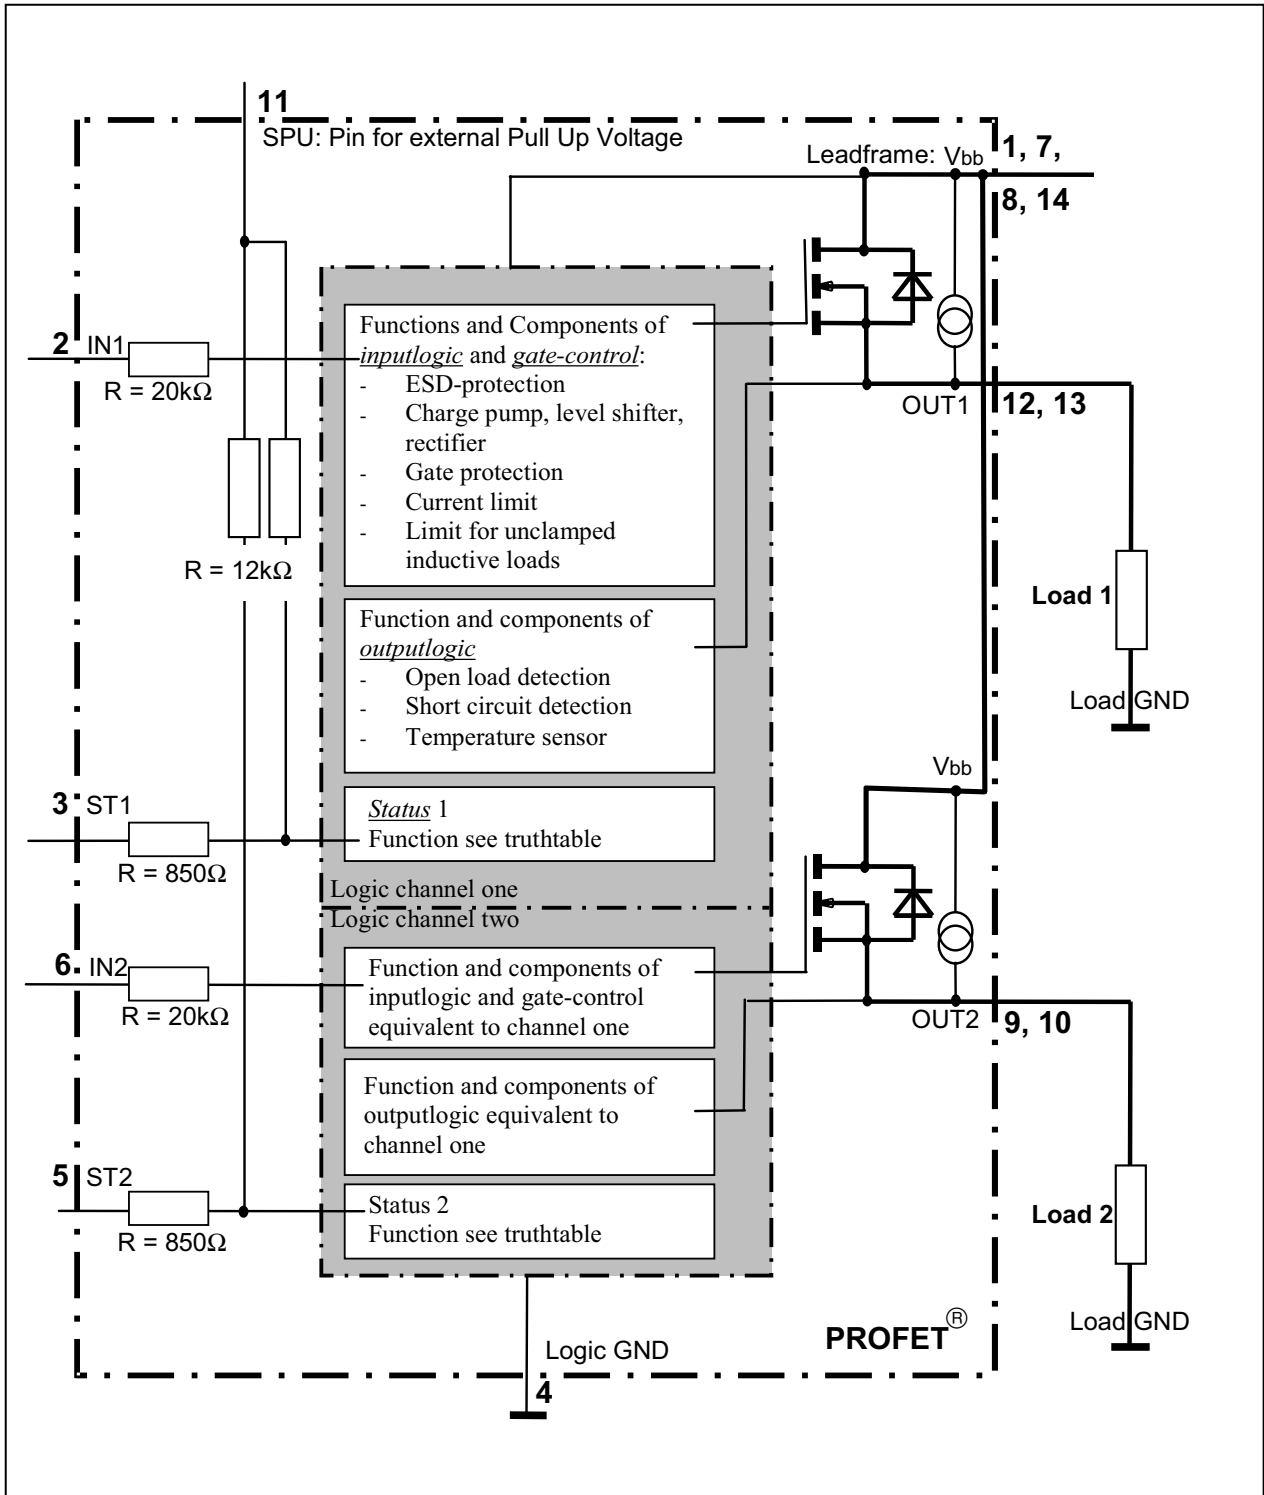 11
SPU: Pin for external Pull Up Voltage
Leadframe: Vbb
1, 7,
8, 14
2 IN1
R = 20kΩ
Functions and Components of
inputlogic and gate-control:
- ESD-protection
- Charge pump, level shifter,
rectifier
- Gate protection
- Current limit
- Limit for unclamped
inductive loads
OUT1
12, 13
R = 12kΩ
Load 1
Function and components of
outputlogic
- Open load detection
- Short circuit detection
- Temperature sensor
Load GND
Vbb
3 ST1
R = 850Ω
Status 1
Function see truthtable
Logic channel one
Logic channel two
6 IN2
R = 20kΩ
Function and components of
inputlogic and gate-control
equivalent to channel one
OUT2
9, 10
Function and components of
outputlogic equivalent to
channel one
5 ST2
R = 850Ω
Status 2
Function see truthtable
Load 2
Load GND
PROFET®
Logic GND
4